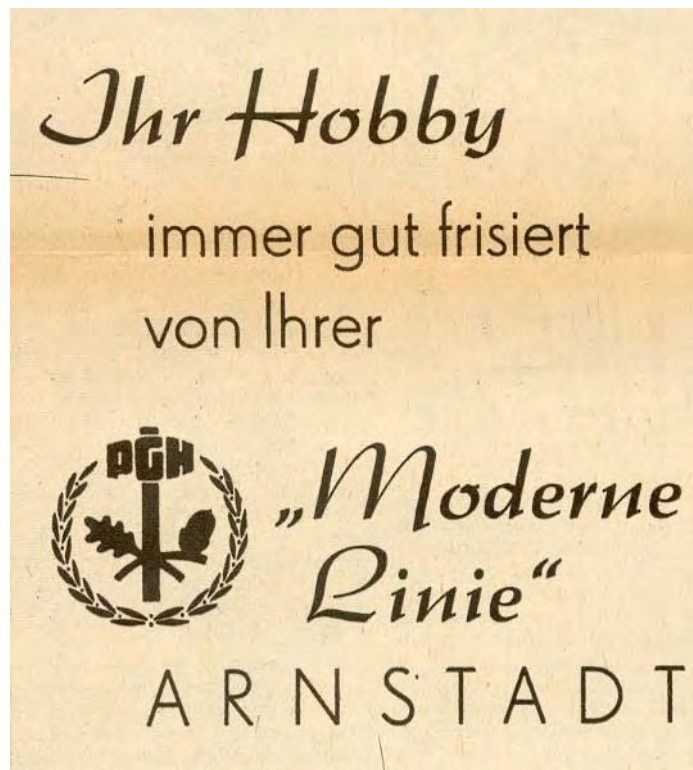 Ihr Hobby
immer gut frisiert
von Ihrer
PGH
„Moderne
Linie“
ARNSTADT